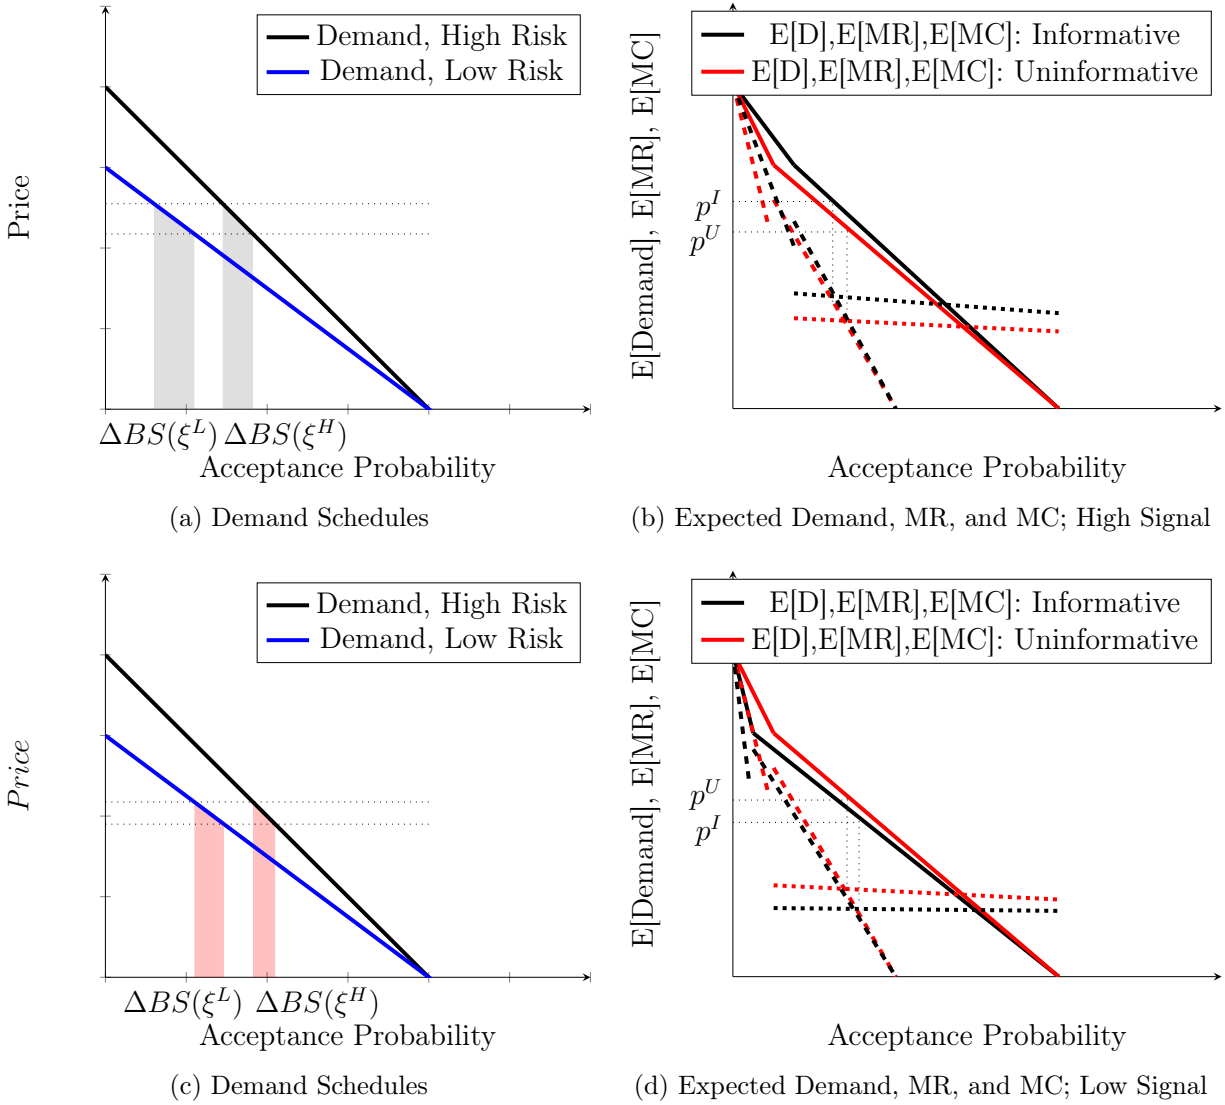 Demand, High Risk
Demand, Low Risk
Price
ΔBS(ξ^L) ΔBS(ξ^H)
Acceptance Probability
(a) Demand Schedules
E[D],E[MR],E[MC]: Informative
E[D],E[MR],E[MC]: Uninformative
E[Demand], E[MR], E[MC]
p^I
p^U
Acceptance Probability
(b) Expected Demand, MR, and MC; High Signal
Demand, High Risk
Demand, Low Risk
Price
ΔBS(ξ^L) ΔBS(ξ^H)
Acceptance Probability
(c) Demand Schedules
E[D],E[MR],E[MC]: Informative
E[D],E[MR],E[MC]: Uninformative
E[Demand], E[MR], E[MC]
p^U
p^I
Acceptance Probability
(d) Expected Demand, MR, and MC; Low Signal